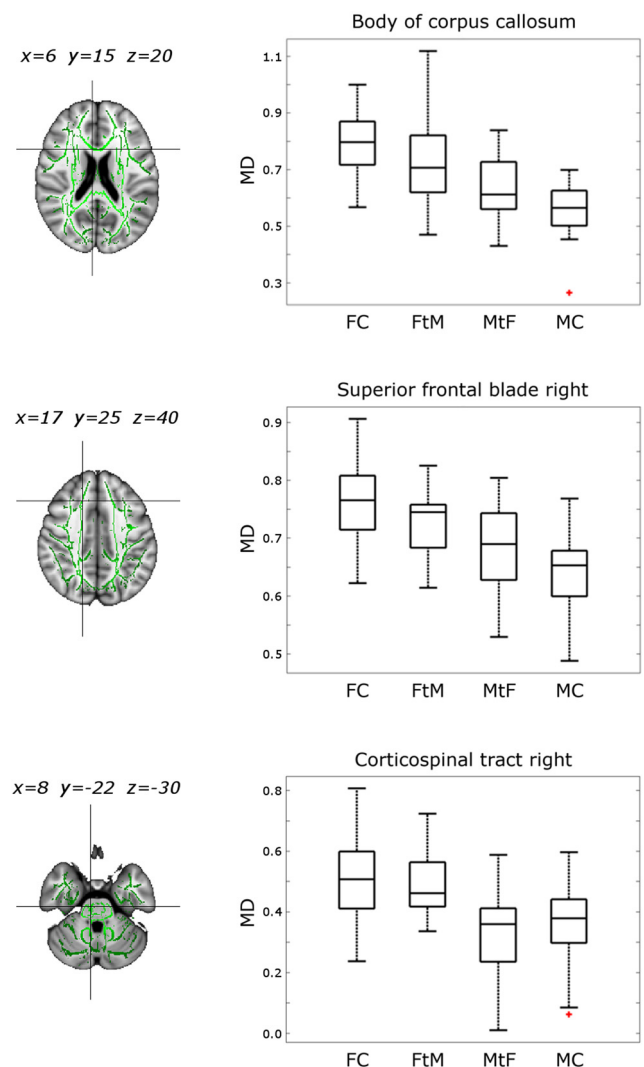 Body of corpus callosum
x=6 y=15 z=20
1.1
0.9
0.7
0.5
0.3
MD
FC FtM MtF MC
Superior frontal blade right
x=17 y=25 z=40
0.9
0.8
0.7
0.6
0.5
MD
FC FtM MtF MC
Corticospinal tract right
x=8 y=-22 z=-30
0.8
0.6
0.4
0.2
0.0
MD
FC FtM MtF MC